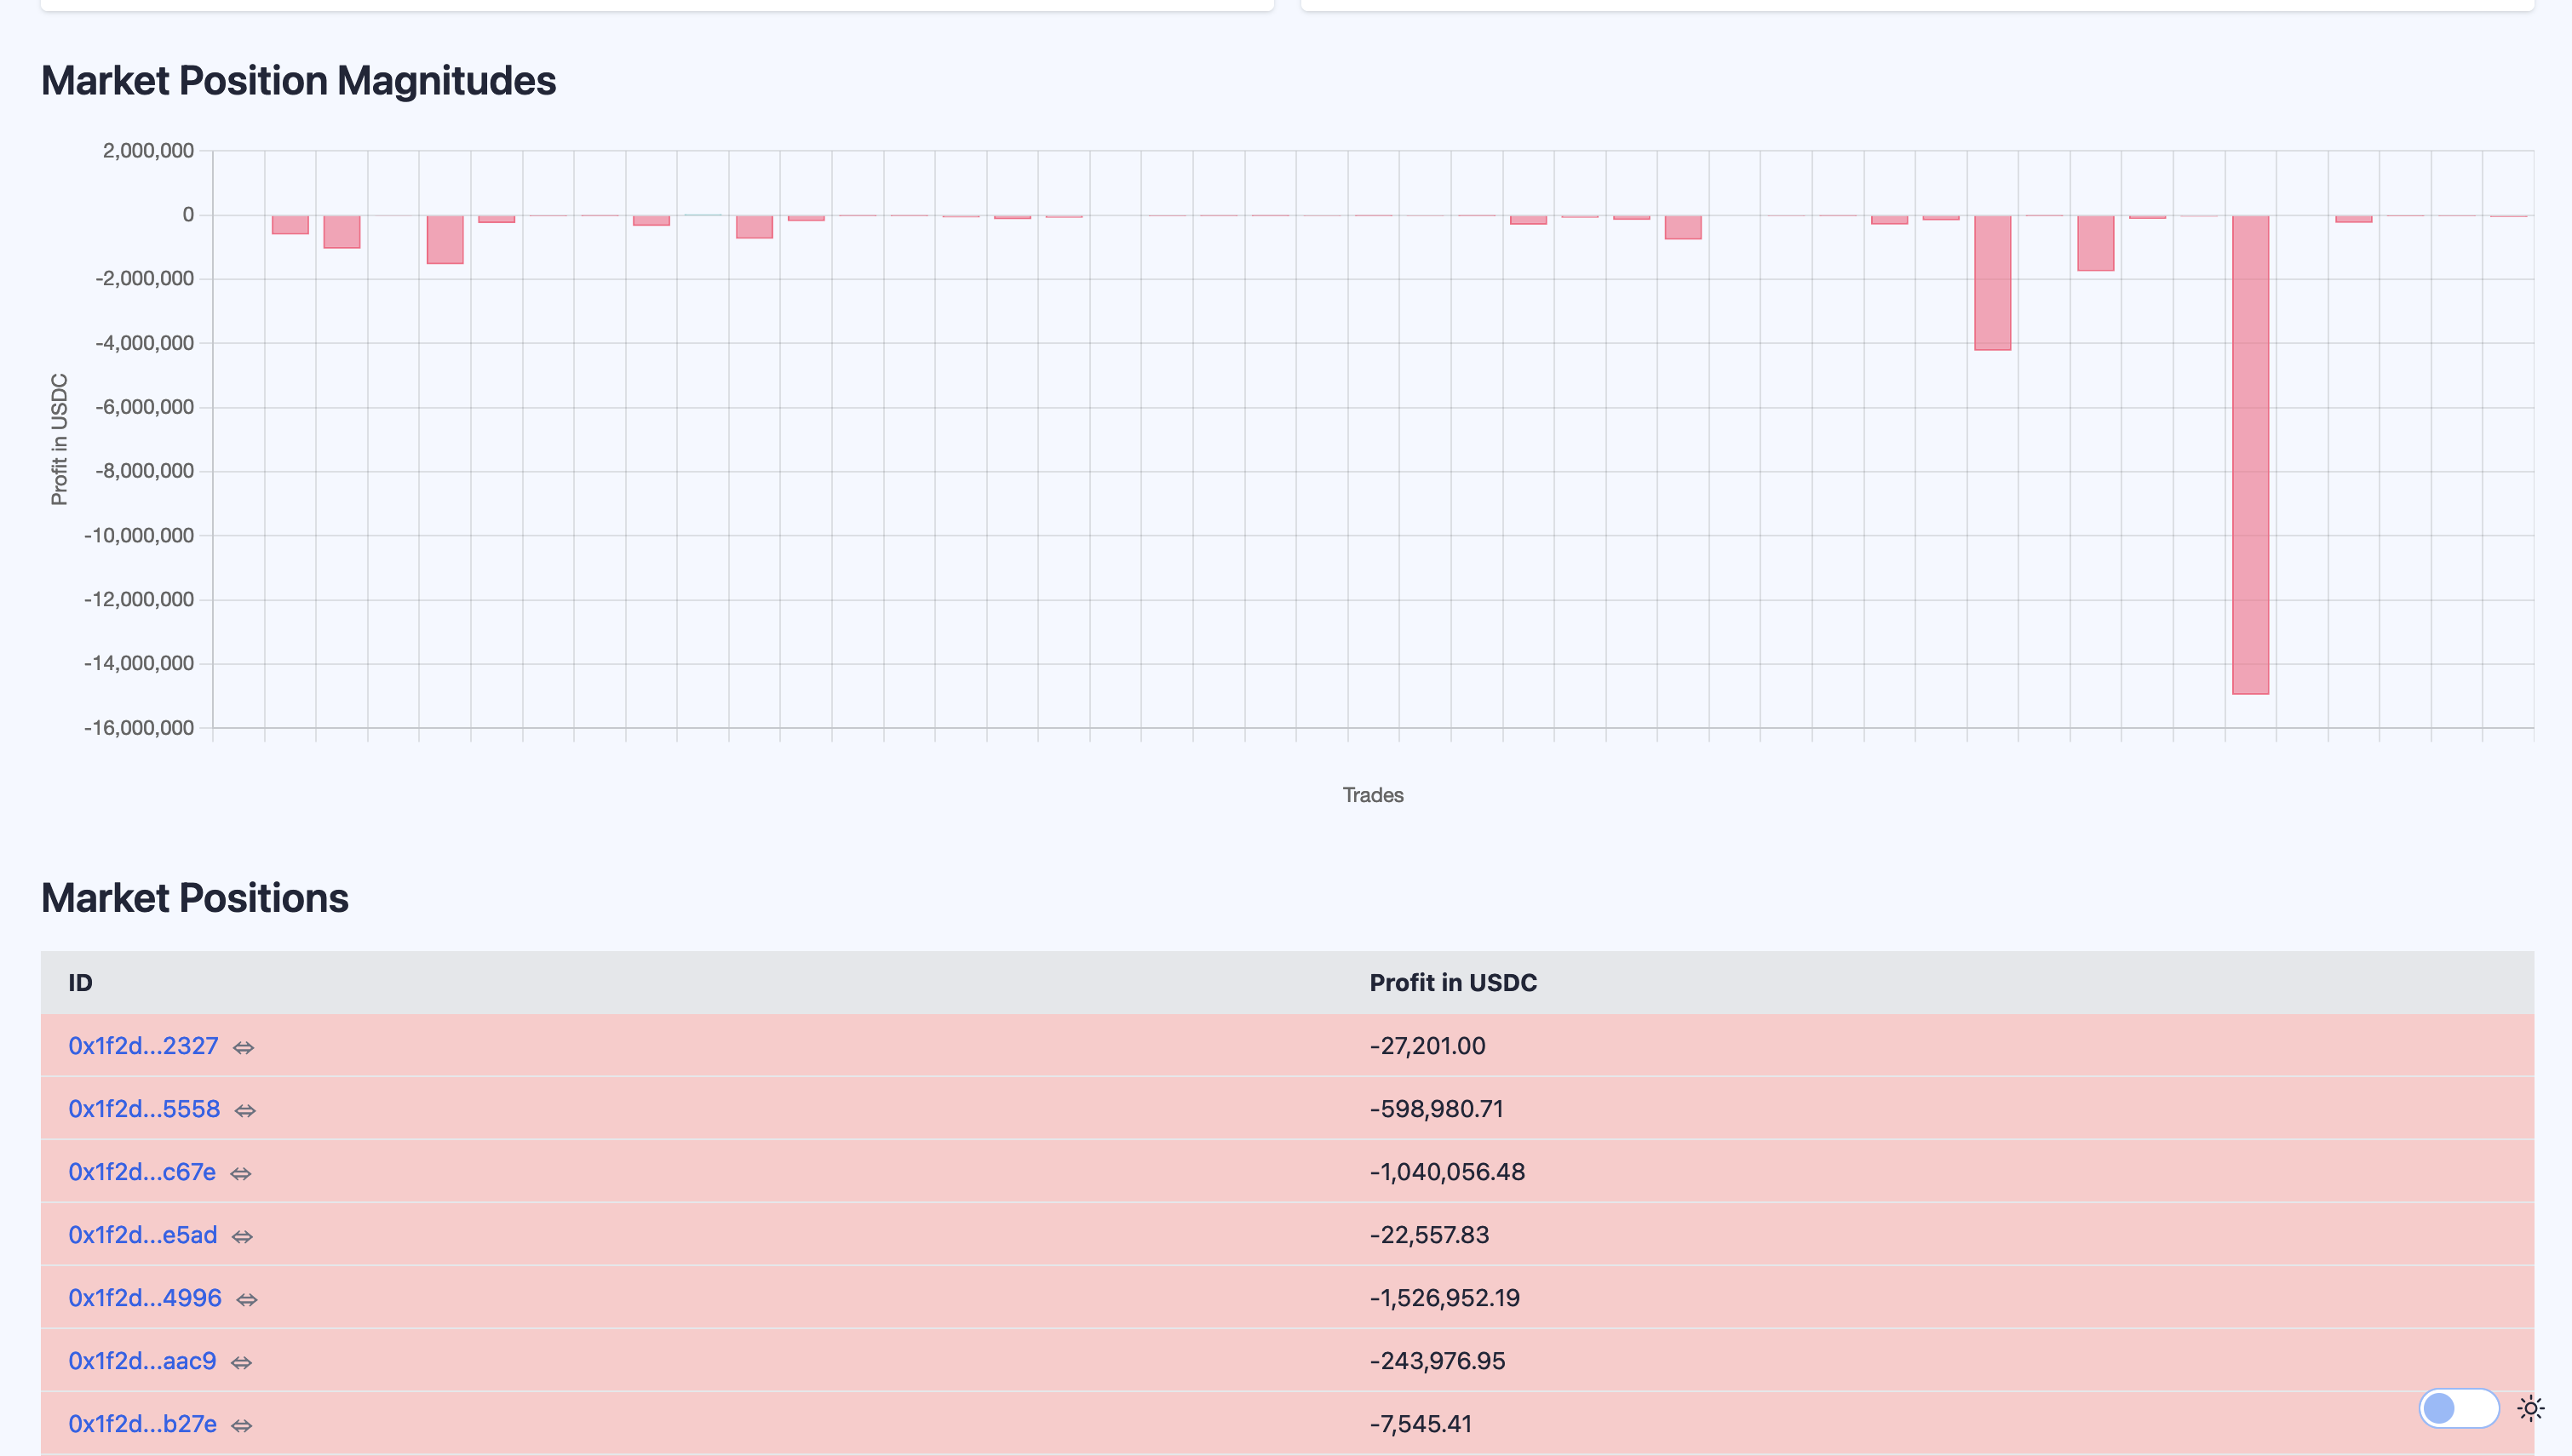 Market Position Magnitudes
2,000,000
0
-2,000,000
-4,000,000
-6,000,000
-8,000,000
-10,000,000
-12,000,000
-14,000,000
-16,000,000
Profit in USDC
Trades
Market Positions
ID Profit in USDC
0x1f2d...2327 -27,201.00
0x1f2d...5558 -598,980.71
0x1f2d...c67e -1,040,056.48
0x1f2d...e5ad -22,557.83
0x1f2d...4996 -1,526,952.19
0x1f2d...aac9 -243,976.95
0x1f2d...b27e -7,545.41